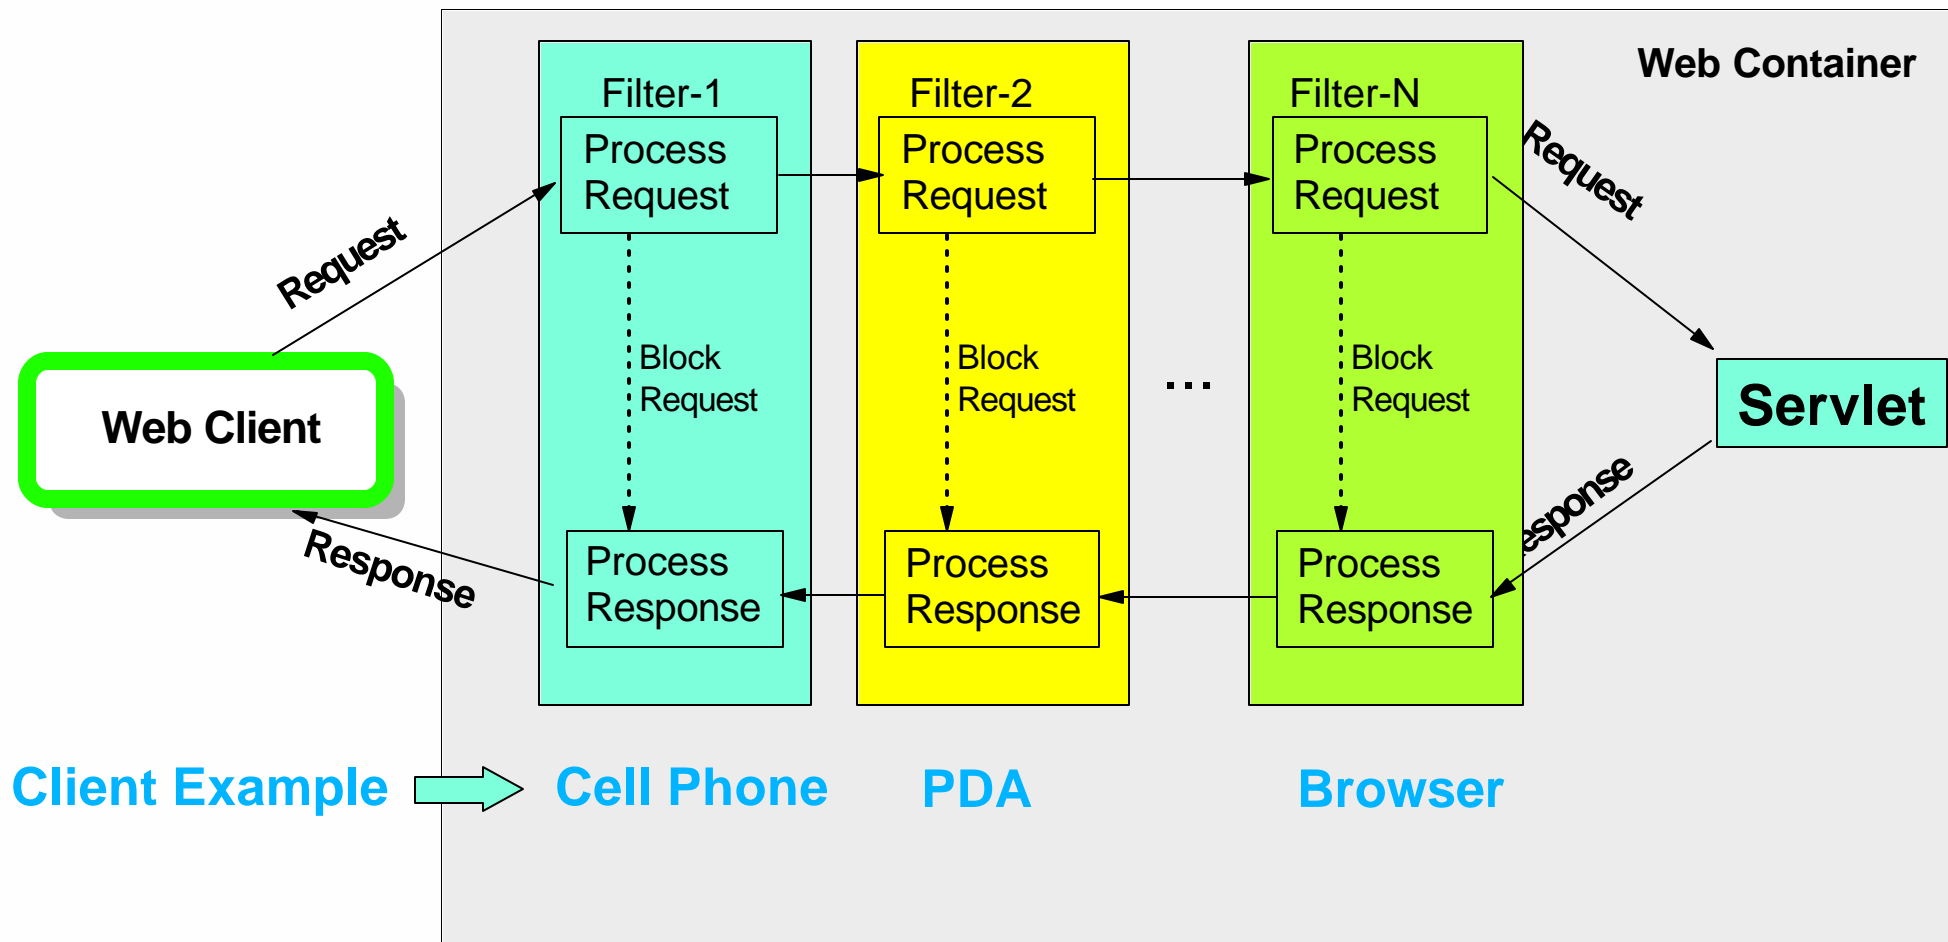 Web Container
Filter-1
Filter-2
Filter-N
Process
Request
Process
Request
Process
Request
Request
Request
Block
Request
Block
Request
...
Block
Request
Web Client
Servlet
Process
Response
Process
Response
Process
Response
Response
esponse
Client Example
Cell Phone
PDA
Browser